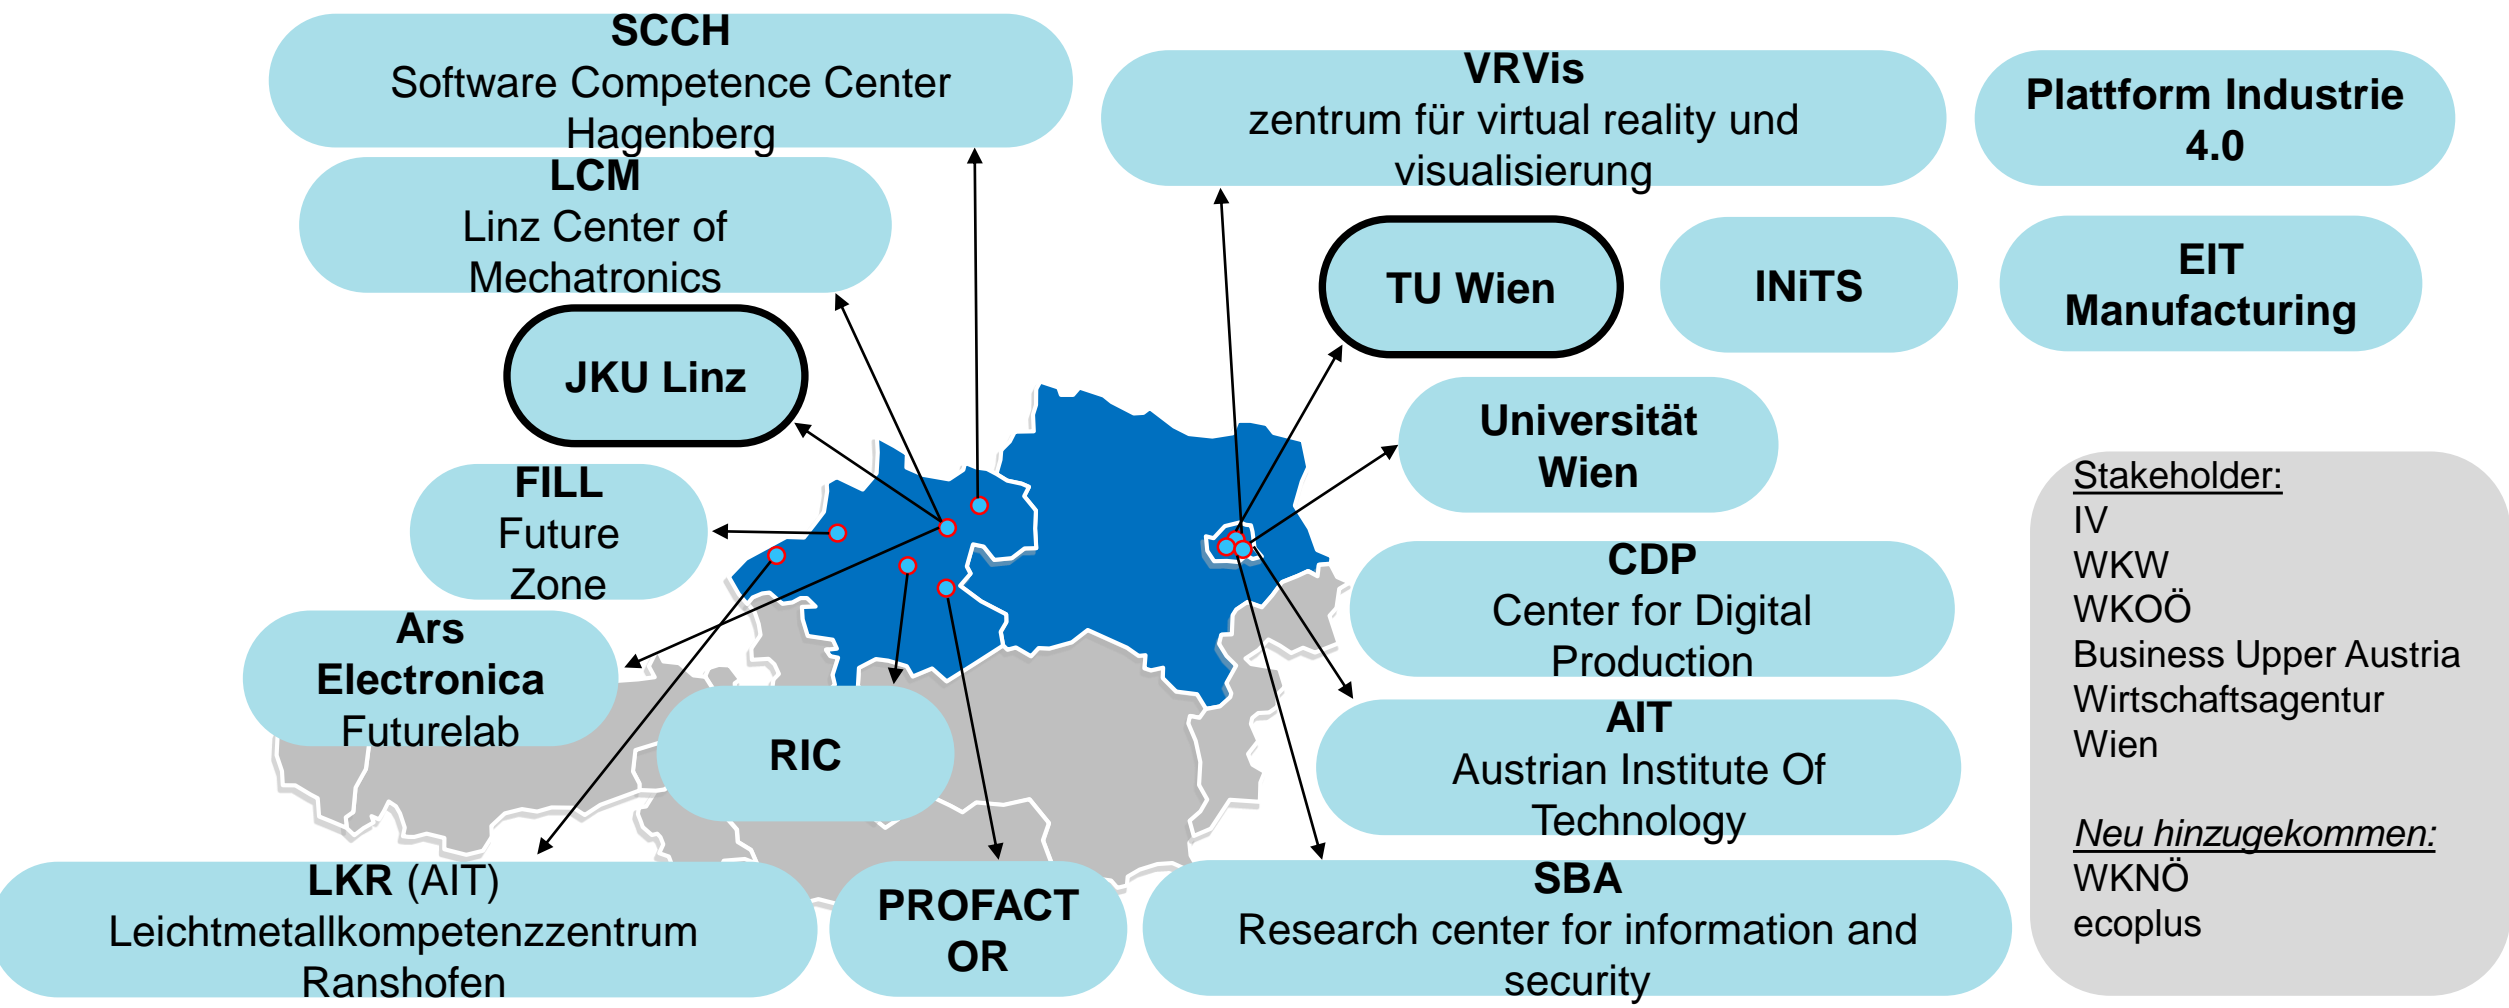 SCCH
Software Competence Center
Hagenberg
VRVis
zentrum für virtual reality und
visualisierung
Plattform Industrie
4.0
LCM
Linz Center of
Mechatronics
TU Wien
INiTS
EIT
Manufacturing
JKU Linz
Universität
Wien
FILL
Future
Zone
CDP
Center for Digital
Production
Ars
Electronica
Futurelab
RIC
AIT
Austrian Institute Of
Technology
LKR (AIT)
Leichtmetallkompetenzzentrum
Ranshofen
PROFACT
OR
SBA
Research center for information and
security
Stakeholder:
IV
WKW
WKOÖ
Business Upper Austria
Wirtschaftsagentur
Wien
Neu hinzugekommen:
WKNÖ
ecoplus